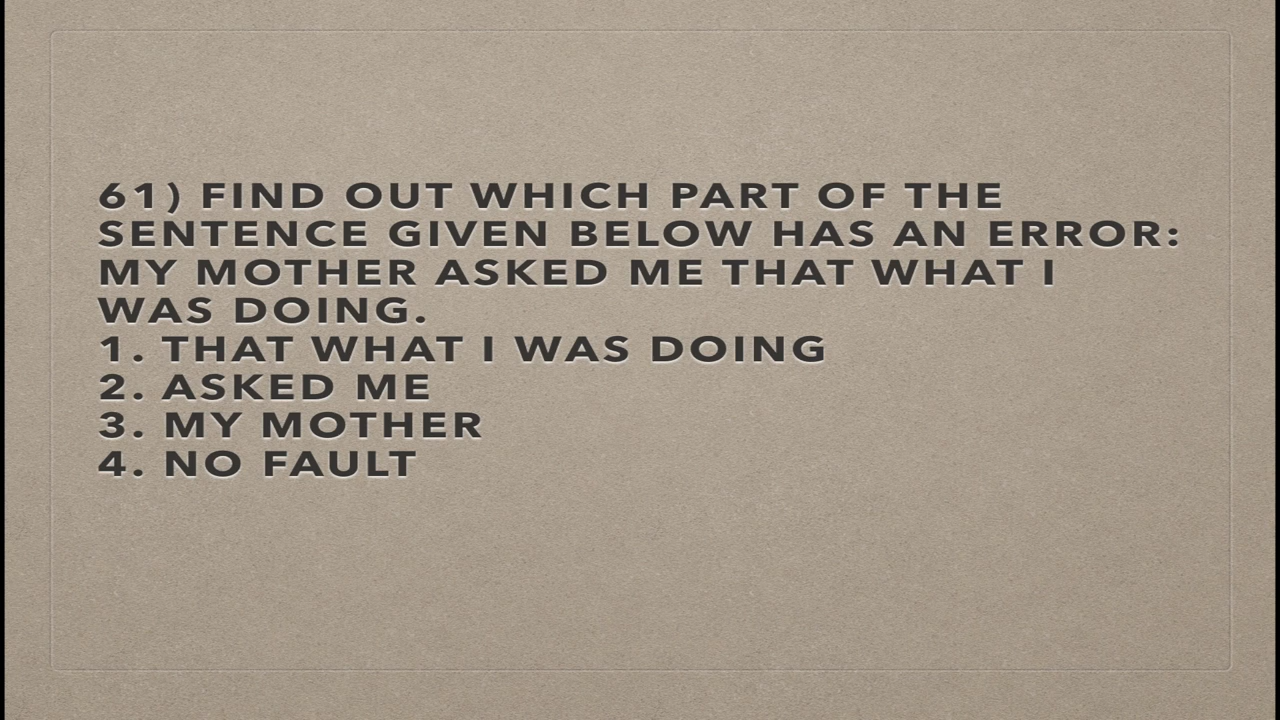 61) FIND OUT WHICH PART OF THE
SENTENCE GIVEN BELOW HAS AN ERROR:
MY MOTHER ASKED ME THAT WHAT I
WAS DOING.
1. THAT WHAT I WAS DOING
2. ASKED ME
3. MY MOTHER
4. NO FAULT